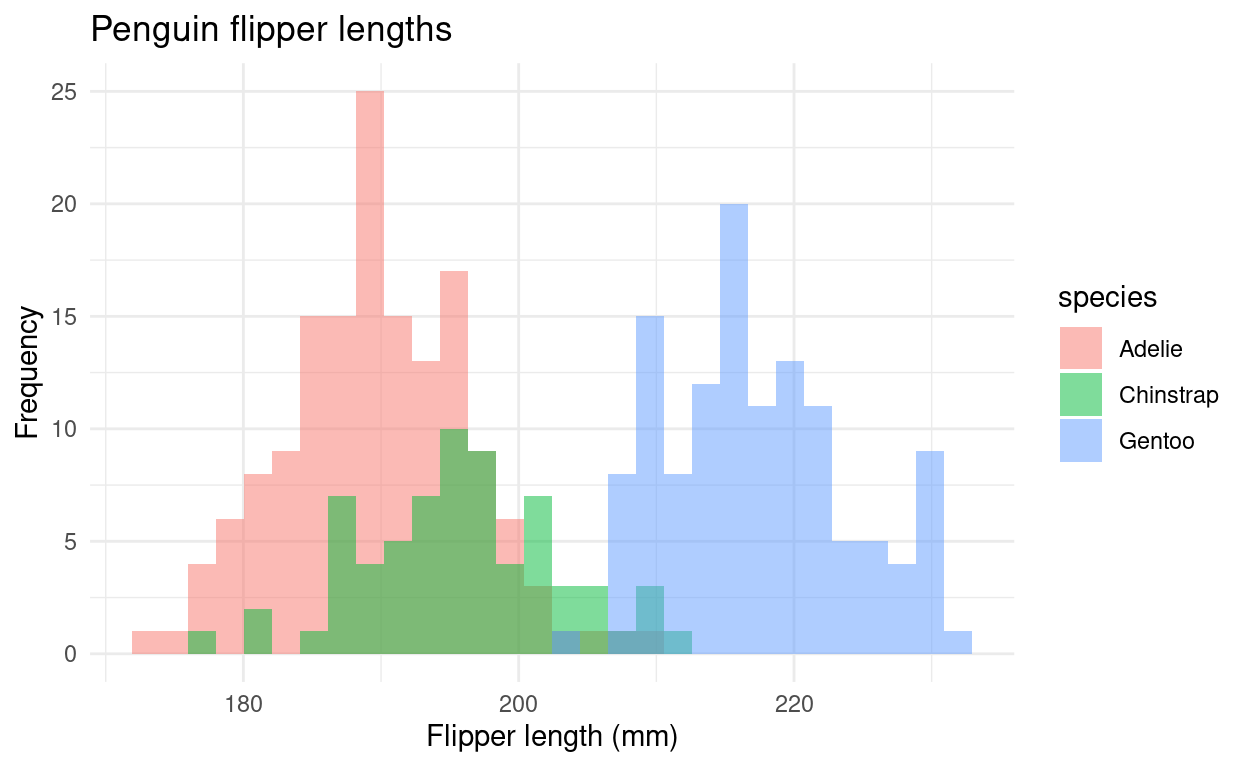 Penguin flipper lengths
25
20
15
10
5
0
Frequency
180 200 220
Flipper length (mm)
species
Adelie
Chinstrap
Gentoo